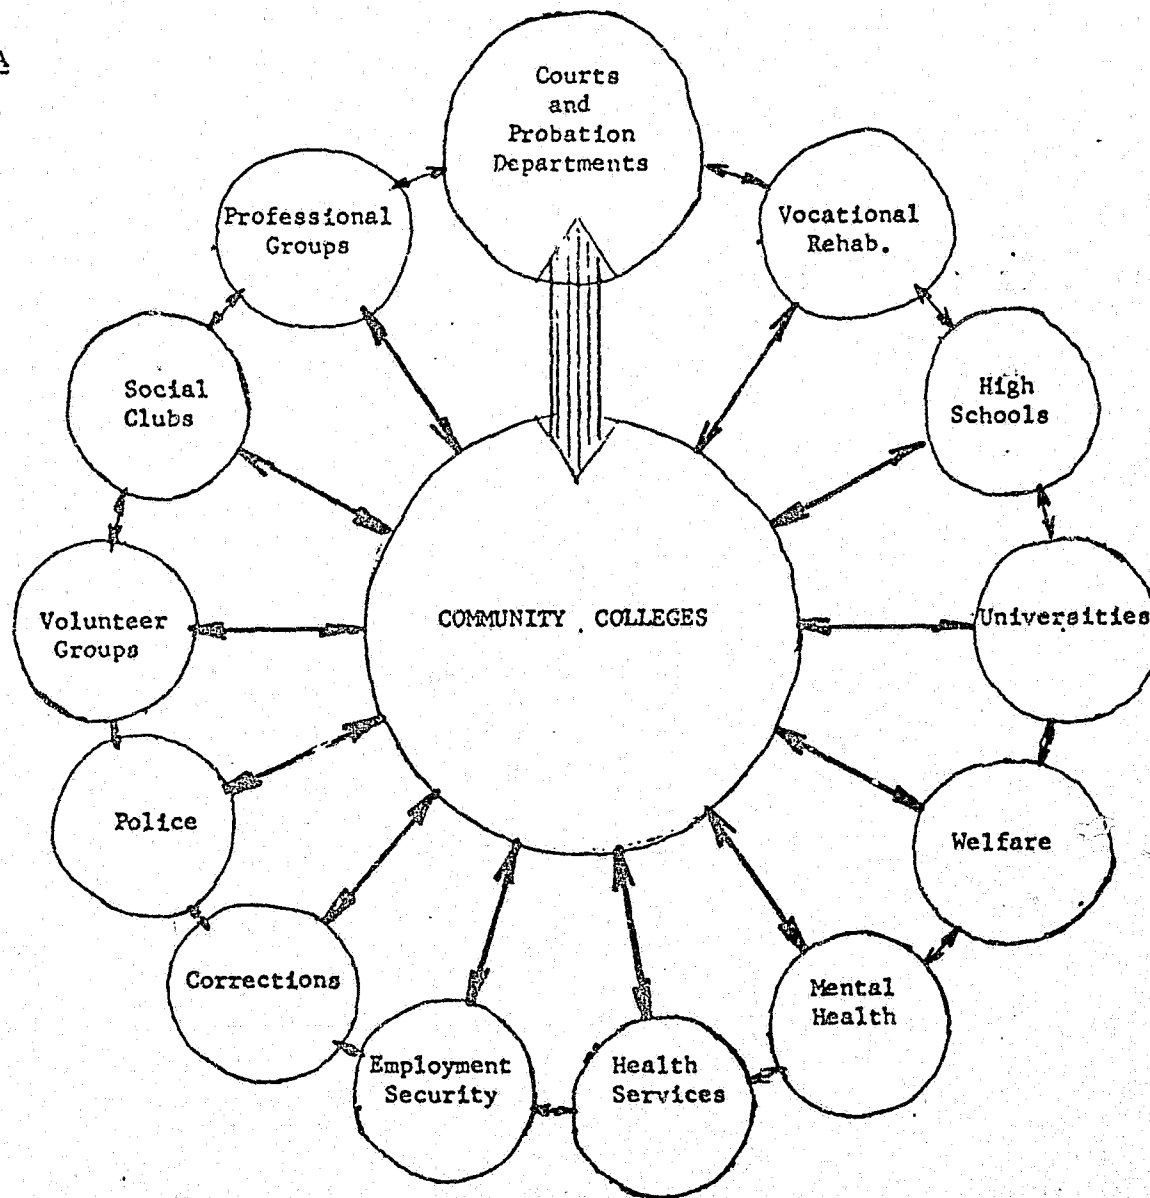 A
Courts
and
Probation
Departments
Professional
Groups
Vocational
Rehab.
Social
Clubs
High
Schools
Volunteer
Groups
COMMUNITY COLLEGES
Universities
Police
Welfare
Corrections
Mental
Health
Employment
Security
Health
Services